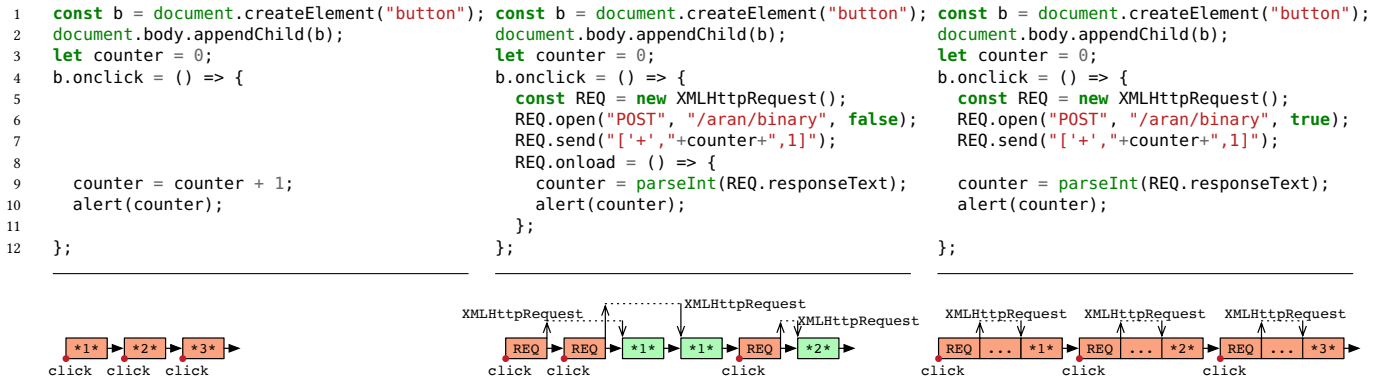 1 const b = document.createElement("button"); const b = document.createElement("button"); const b = document.createElement("button");
2 document.body.appendChild(b); document.body.appendChild(b); document.body.appendChild(b);
3 let counter = 0; let counter = 0; let counter = 0;
4 b.onclick = () => { b.onclick = () => { b.onclick = () => {
5 const REQ = new XMLHttpRequest(); const REQ = new XMLHttpRequest();
6 REQ.open("POST", "/aran/binary", false); REQ.open("POST", "/aran/binary", true);
7 REQ.send("['+',"+counter+",1]"); REQ.send("['+',"+counter+",1]");
8 REQ.onload = () => {
9 counter = counter + 1; counter = parseInt(REQ.responseText); counter = parseInt(REQ.responseText);
10 alert(counter); alert(counter); alert(counter);
11 };
12 }; }; };
XMLHttpRequest
XMLHttpRequest XMLHttpRequest XMLHttpRequest XMLHttpRequest XMLHttpRequest
*1* *2* *3* REQ REQ *1* *1* REQ *2* REQ ... *1* REQ ... *2* REQ ... *3*
click click click click click click click click click